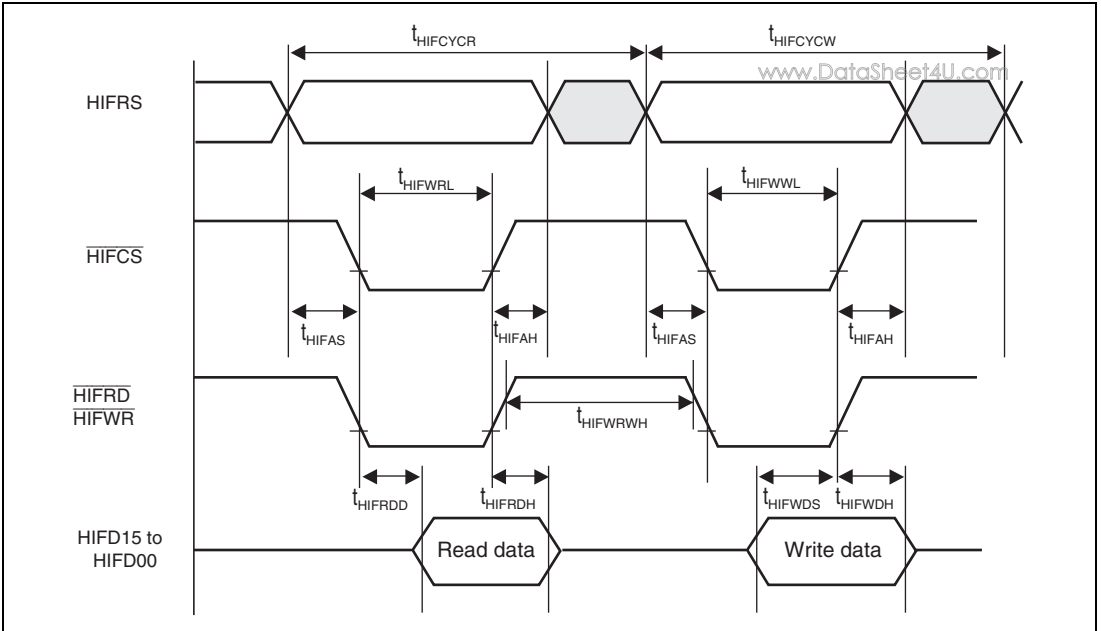 tHIFCYCR
tHIFCYCW
www.DataSheet4U.com
HIFRS
tHIFWRL
tHIFWWL
HIFCS
tHIFAS
tHIFAH
tHIFAS
tHIFAH
HIFRD
HIFWR
tHIFWRWH
tHIFRDD
tHIFRDH
tHIFWDS
tHIFWDH
HIFD15 to
HIFD00
Read data
Write data